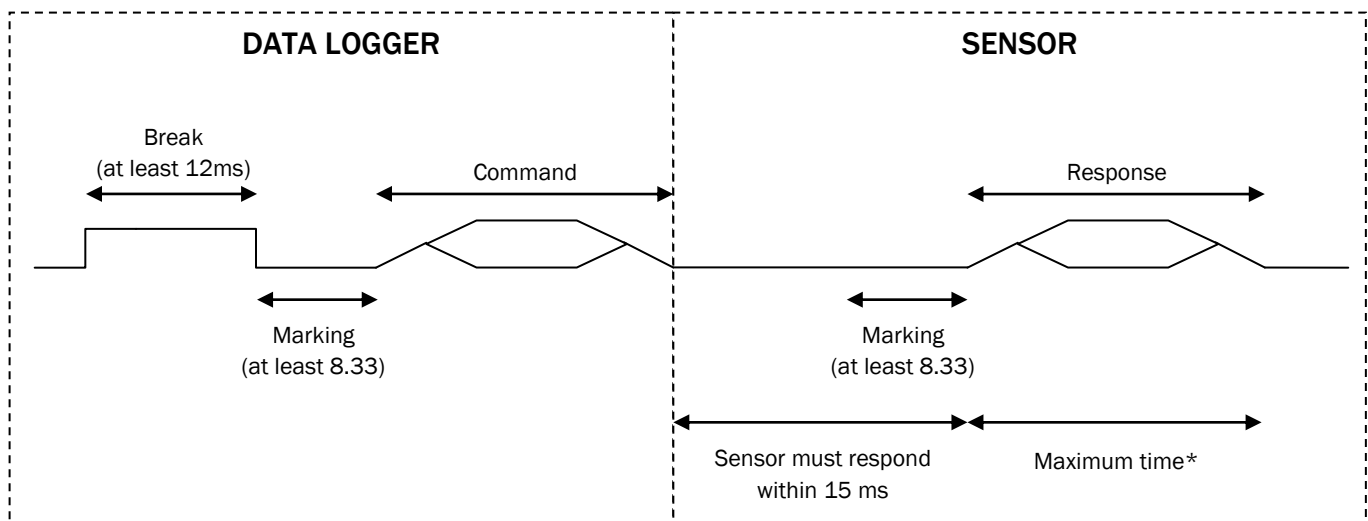 DATA LOGGER
SENSOR
Break
(at least 12ms)
Command
Response
Marking
(at least 8.33)
Marking
(at least 8.33)
Sensor must respond
within 15 ms
Maximum time*